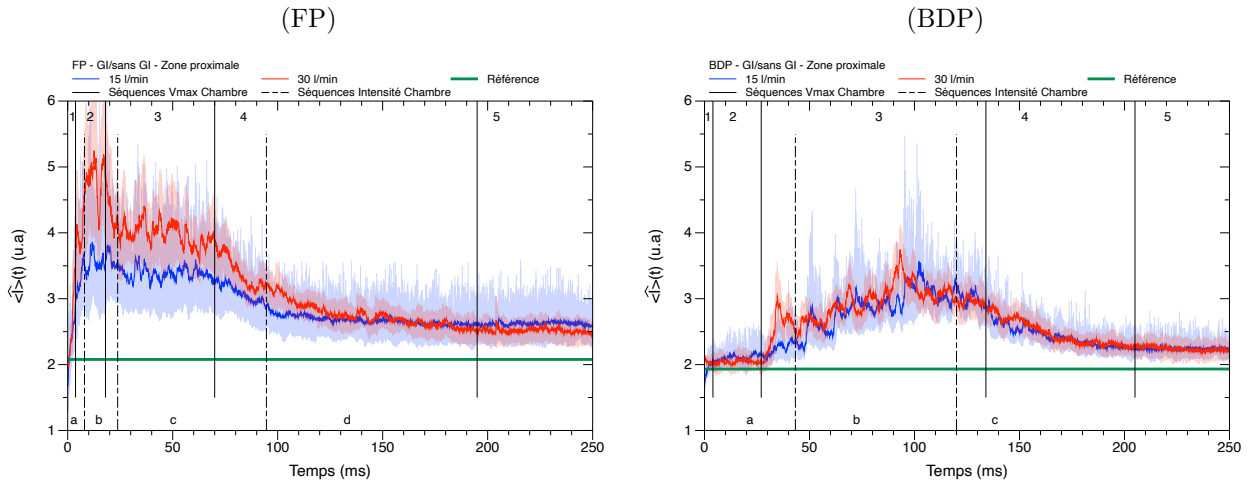 (FP)
FP - GI/sans GI - Zone proximale
15 l/min 30 l/min Référence
Séquences Vmax Chambre Séquences Intensité Chambre
6
1 2 3 4 5
5
4
3
2
1
<Î>(t) (u.a)
a b c d
0 50 100 150 200 250
Temps (ms)
(BDP)
BDP - GI/sans GI - Zone proximale
15 l/min 30 l/min Référence
Séquences Vmax Chambre Séquences Intensité Chambre
6
1 2 3 4 5
5
4
3
2
1
<Î>(t) (u.a)
a b c
0 50 100 150 200 250
Temps (ms)